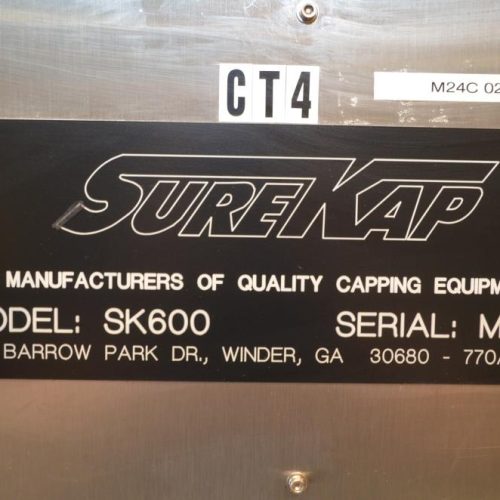 CT4
M24C 02
SUREKAP
MANUFACTURERS OF QUALITY CAPPING EQUIPM
ODEL: SK600 SERIAL: M
BARROW PARK DR., WINDER, GA 30680 - 770